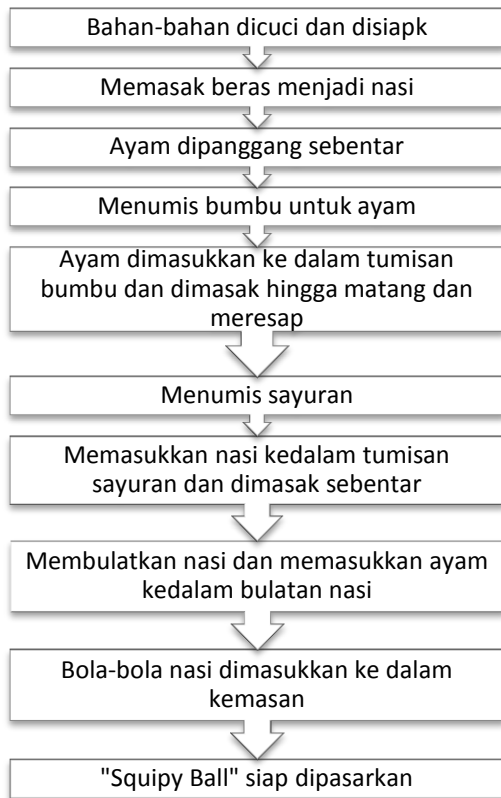 Bahan-bahan dicuci dan disiapk
Memasak beras menjadi nasi
Ayam dipanggang sebentar
Menumis bumbu untuk ayam
Ayam dimasukkan ke dalam tumisan
bumbu dan dimasak hingga matang dan
meresap
Menumis sayuran
Memasukkan nasi kedalam tumisan
sayuran dan dimasak sebentar
Membulatkan nasi dan memasukkan ayam
kedalam bulatan nasi
Bola-bola nasi dimasukkan ke dalam
kemasan
"Squipy Ball" siap dipasarkan